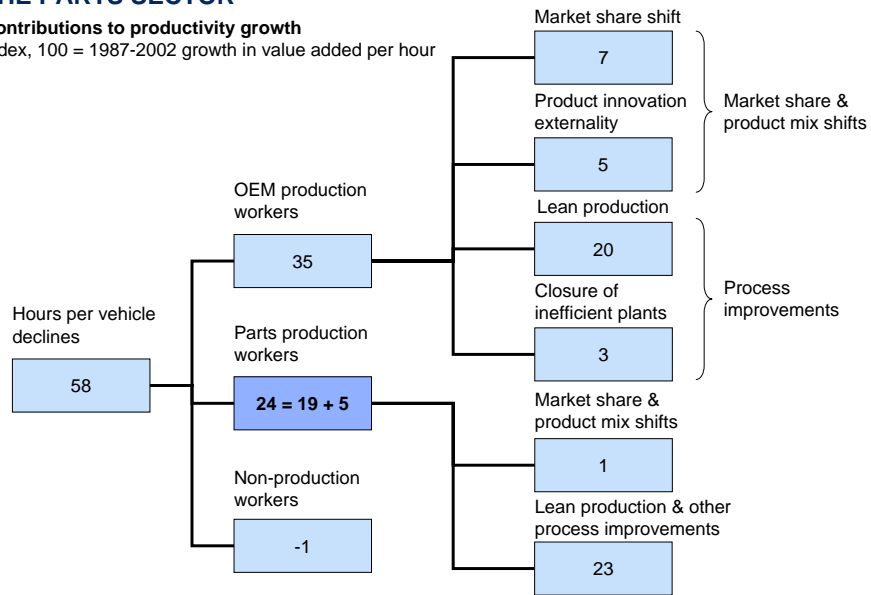 THE PARTS SECTOR
ontributions to productivity growth
dex, 100 = 1987-2002 growth in value added per hour
Hours per vehicle
declines
58
OEM production
workers
35
Parts production
workers
24 = 19 + 5
Non-production
workers
-1
Market share shift
7
Product innovation
externality
5
Lean production
20
Closure of
inefficient plants
3
Market share &
product mix shifts
1
Lean production & other
process improvements
23
Market share &
product mix shifts
Process
improvements